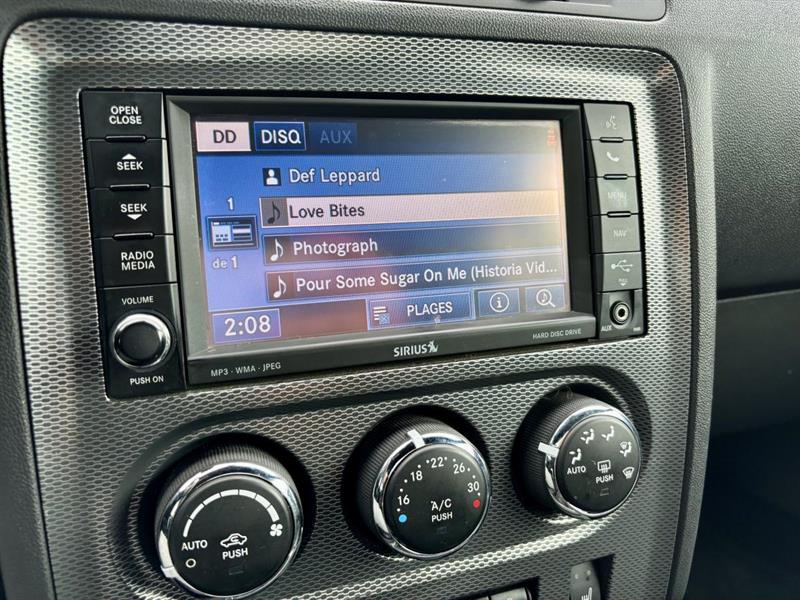 OPEN
CLOSE
SEEK
SEEK
RADIO
MEDIA
VOLUME
PUSH ON
DD DISQ AUX
Def Leppard
1
Love Bites
Photograph
de 1
Pour Some Sugar On Me (Historia Vid...
2:08
PLAGES
MP3 · WMA · JPEG
SIRIUS
HARD DISC DRIVE
MENU
NAV
AUX
AUTO
PUSH
16 18 22 26 30
A/C
PUSH
AUTO
PUSH